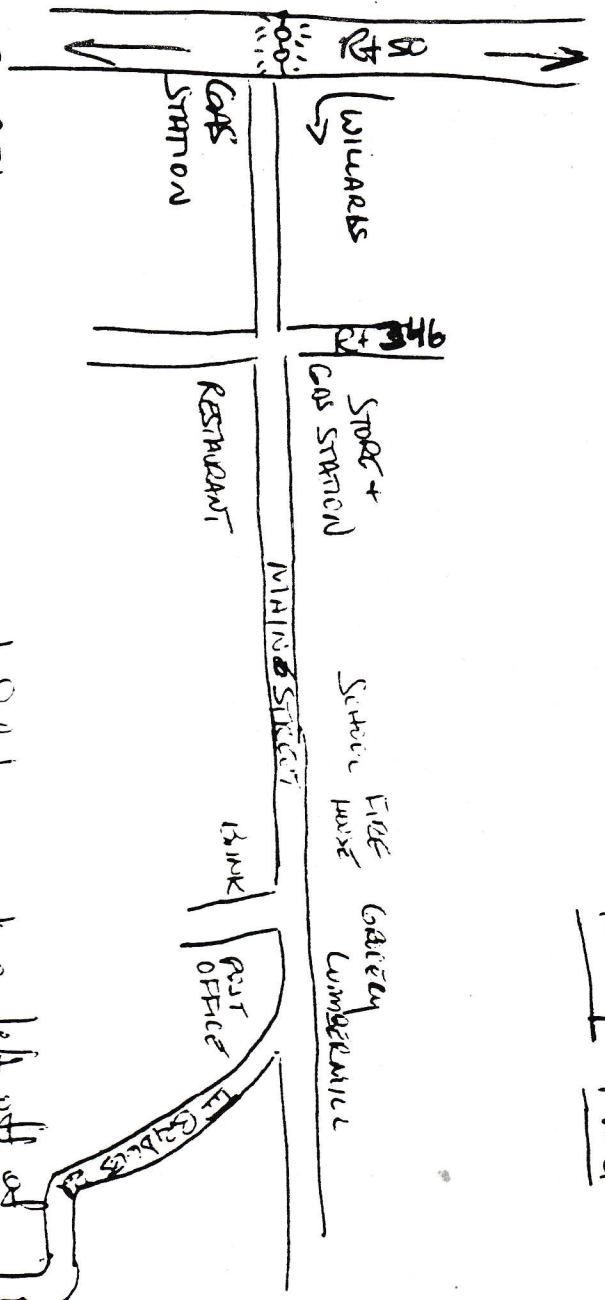 Rt 50
WILLARDS
GAS
STATION
Rt 346
STORE +
GAS STATION
RESTAURANT
MAIN STREET
SCHOOL
FIRE
HOUSE
BANK
LUMBERMILL
POST
OFFICE